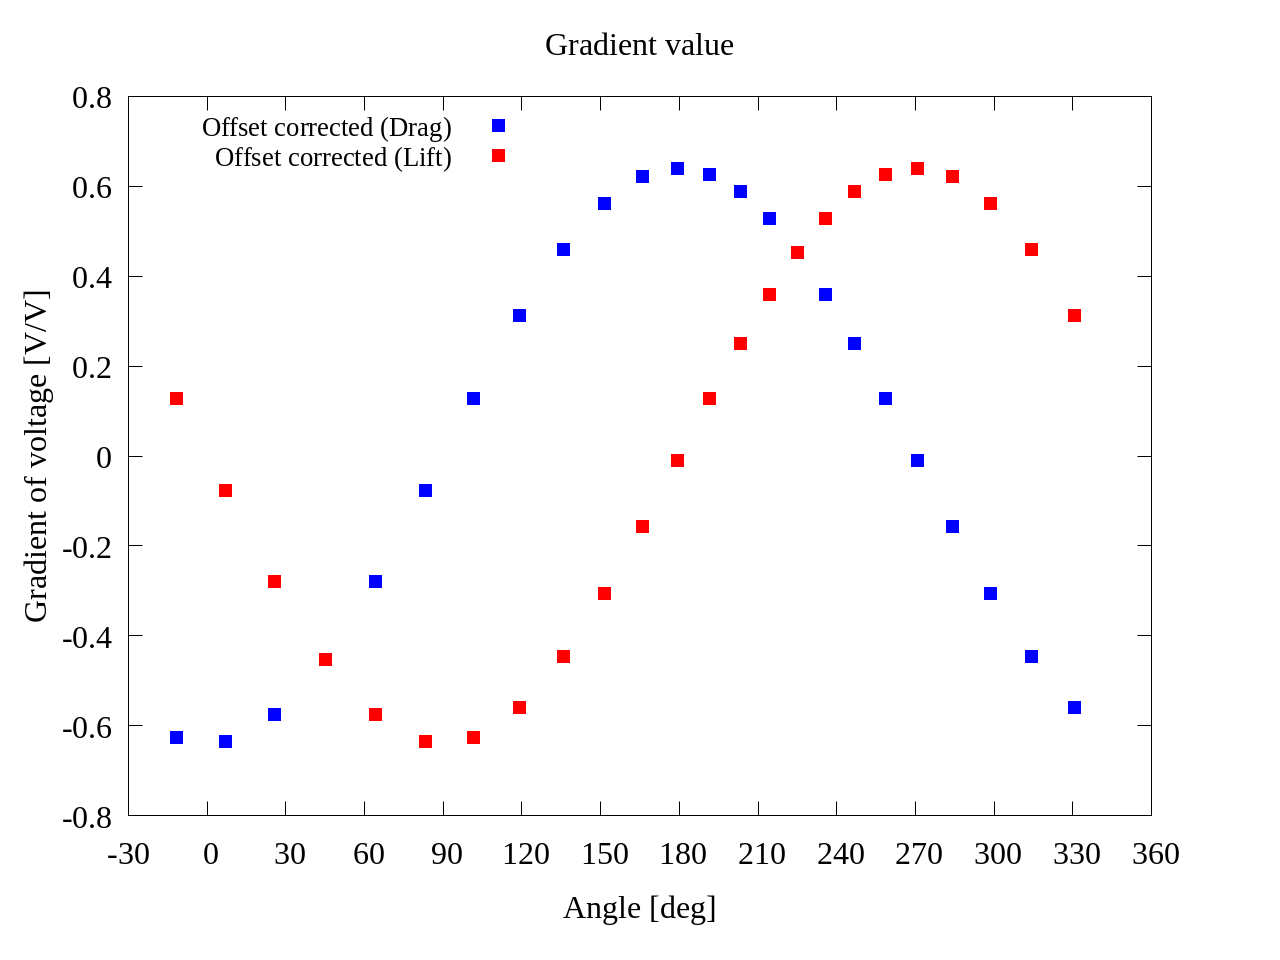 Gradient value
Offset corrected (Drag)
Offset corrected (Lift)
Gradient of voltage [V/V]
0.8
0.6
0.4
0.2
0
-0.2
-0.4
-0.6
-0.8
-30 0 30 60 90 120 150 180 210 240 270 300 330 360
Angle [deg]